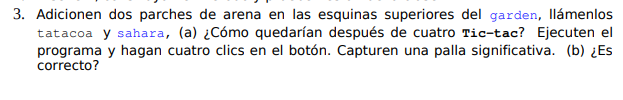 3. Adicionen dos parches de arena en las esquinas superiores del garden, llámenlos
tatacoa y sahara, (a) ¿Cómo quedarían después de cuatro Tic-tac? Ejecuten el
programa y hagan cuatro clics en el botón. Capturen una palla significativa. (b) ¿Es
correcto?